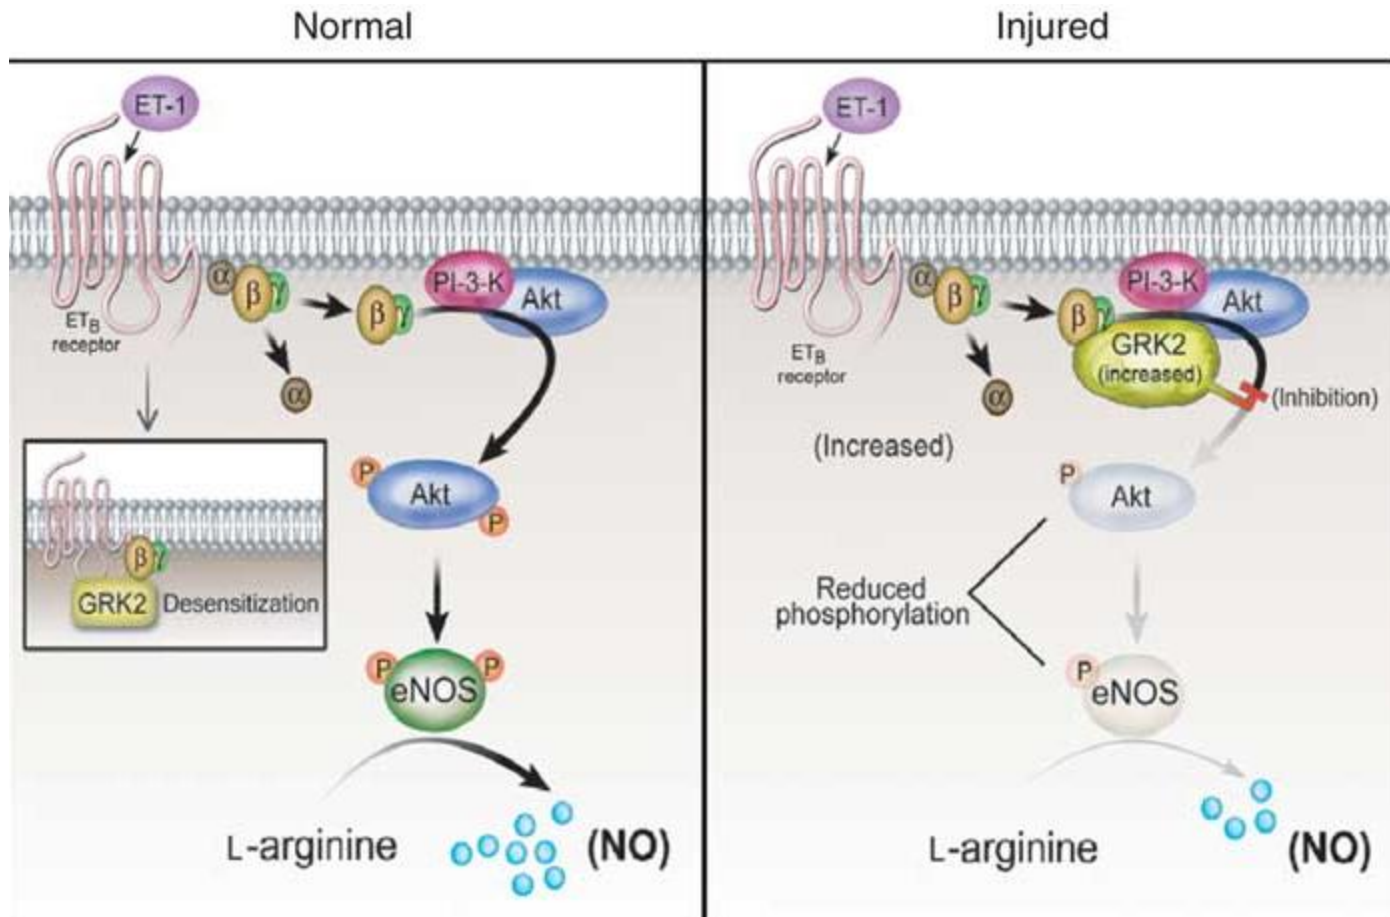 Normal
ET-1
α
β
γ
β
γ
PI-3-K
Akt
ETB
receptor
α
P
Akt
P
β
γ
GRK2
Desensitization
P
P
eNOS
L-arginine
(NO)
Injured
ET-1
α
β
γ
β
γ
PI-3-K
Akt
GRK2
(increased)
(Inhibition)
ETB
receptor
α
(Increased)
P
Akt
Reduced
phosphorylation
P
eNOS
L-arginine
(NO)